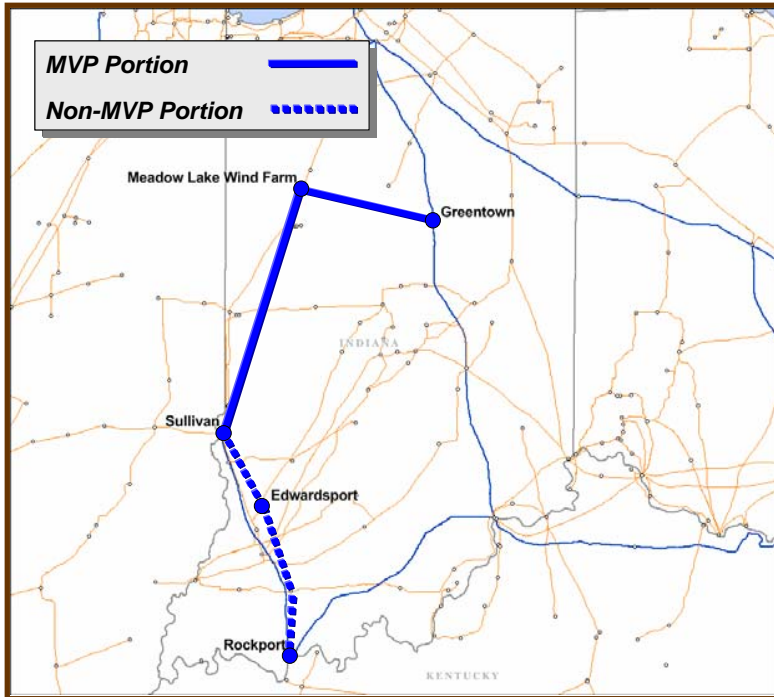 MVP Portion
Non-MVP Portion
Meadow Lake Wind Farm
Greentown
INDIANA
Sullivan
Edwardsport
Rockport
KENTUCKY